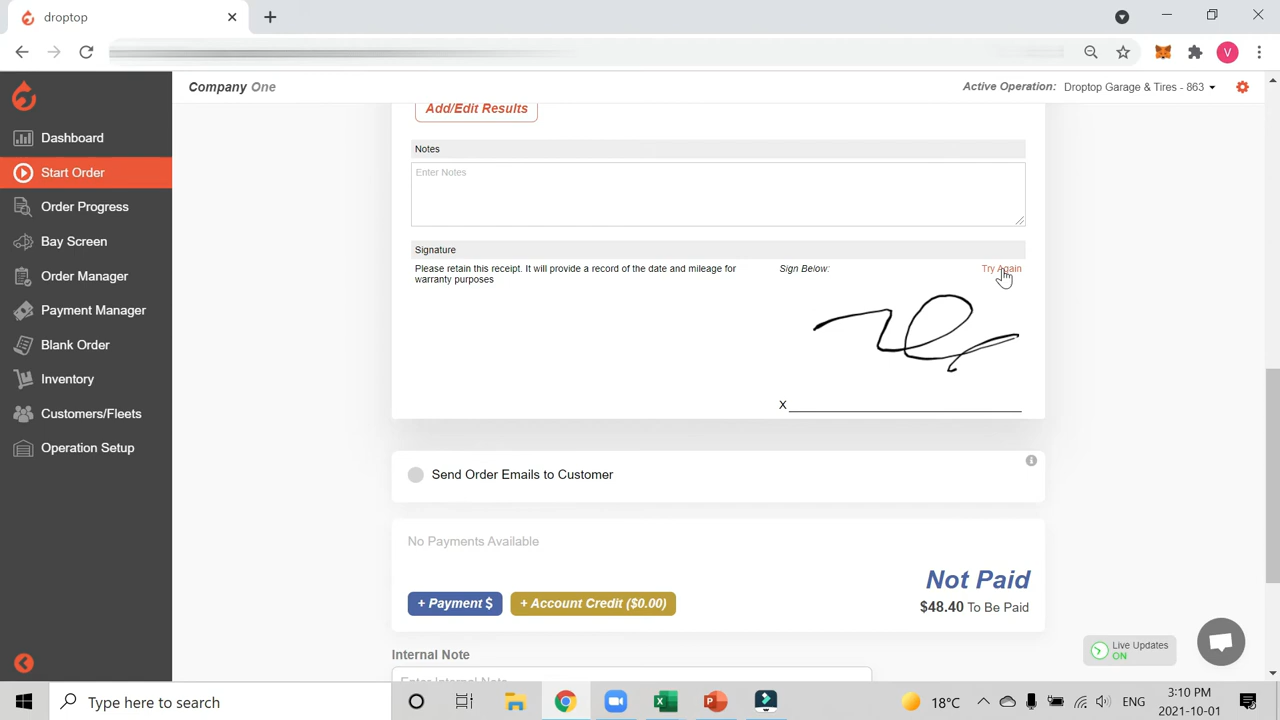 droptop
V
Company One
Active Operation: Droptop Garage & Tires - 863
Dashboard
Start Order
Order Progress
Bay Screen
Order Manager
Payment Manager
Blank Order
Inventory
Customers/Fleets
Operation Setup
Add/Edit Results
Notes
Enter Notes
Signature
Please retain this receipt. It will provide a record of the date and mileage for
warranty purposes
Sign Below:
Try Again
X
Send Order Emails to Customer
No Payments Available
Not Paid
+ Payment $
+ Account Credit ($0.00)
$48.40 To Be Paid
Internal Note
Enter Internal Note
Live Updates
ON
Type here to search
18°C
ENG
3:10 PM
2021-10-01